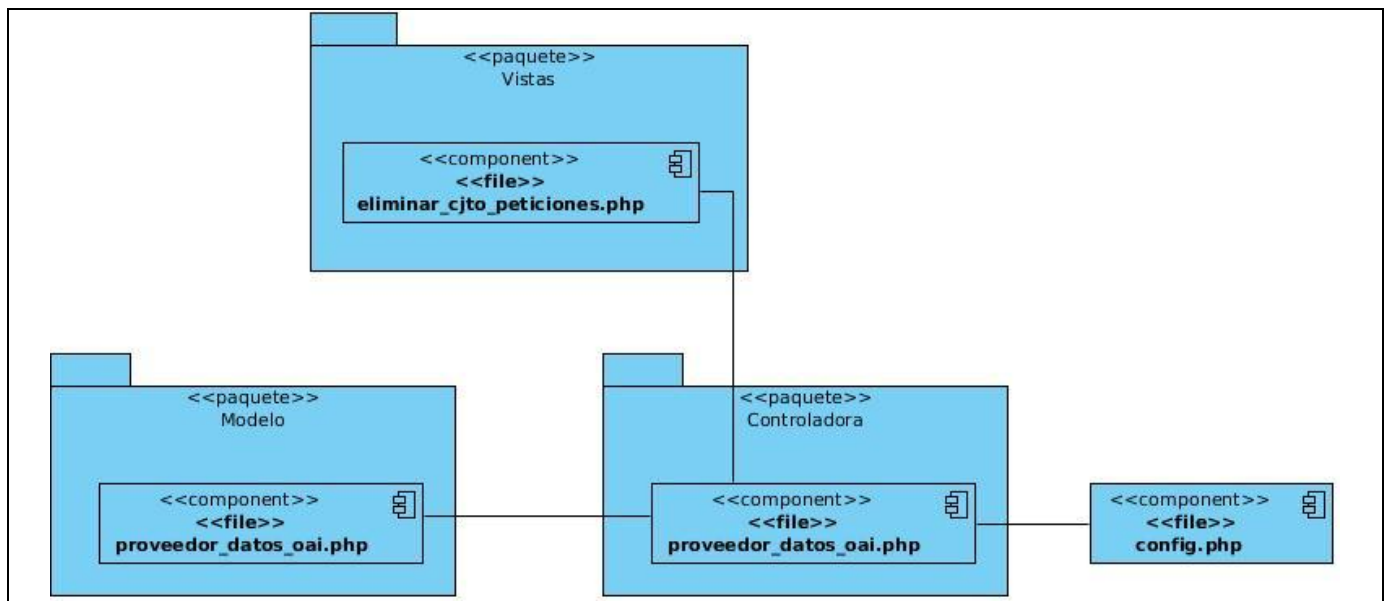 <<paquete>>
Vistas
<<component>>
<<file>>
eliminar_cjto_peticiones.php
<<paquete>>
Modelo
<<component>>
<<file>>
proveedor_datos_oai.php
<<paquete>>
Controladora
<<component>>
<<file>>
proveedor_datos_oai.php
<<component>>
<<file>>
config.php